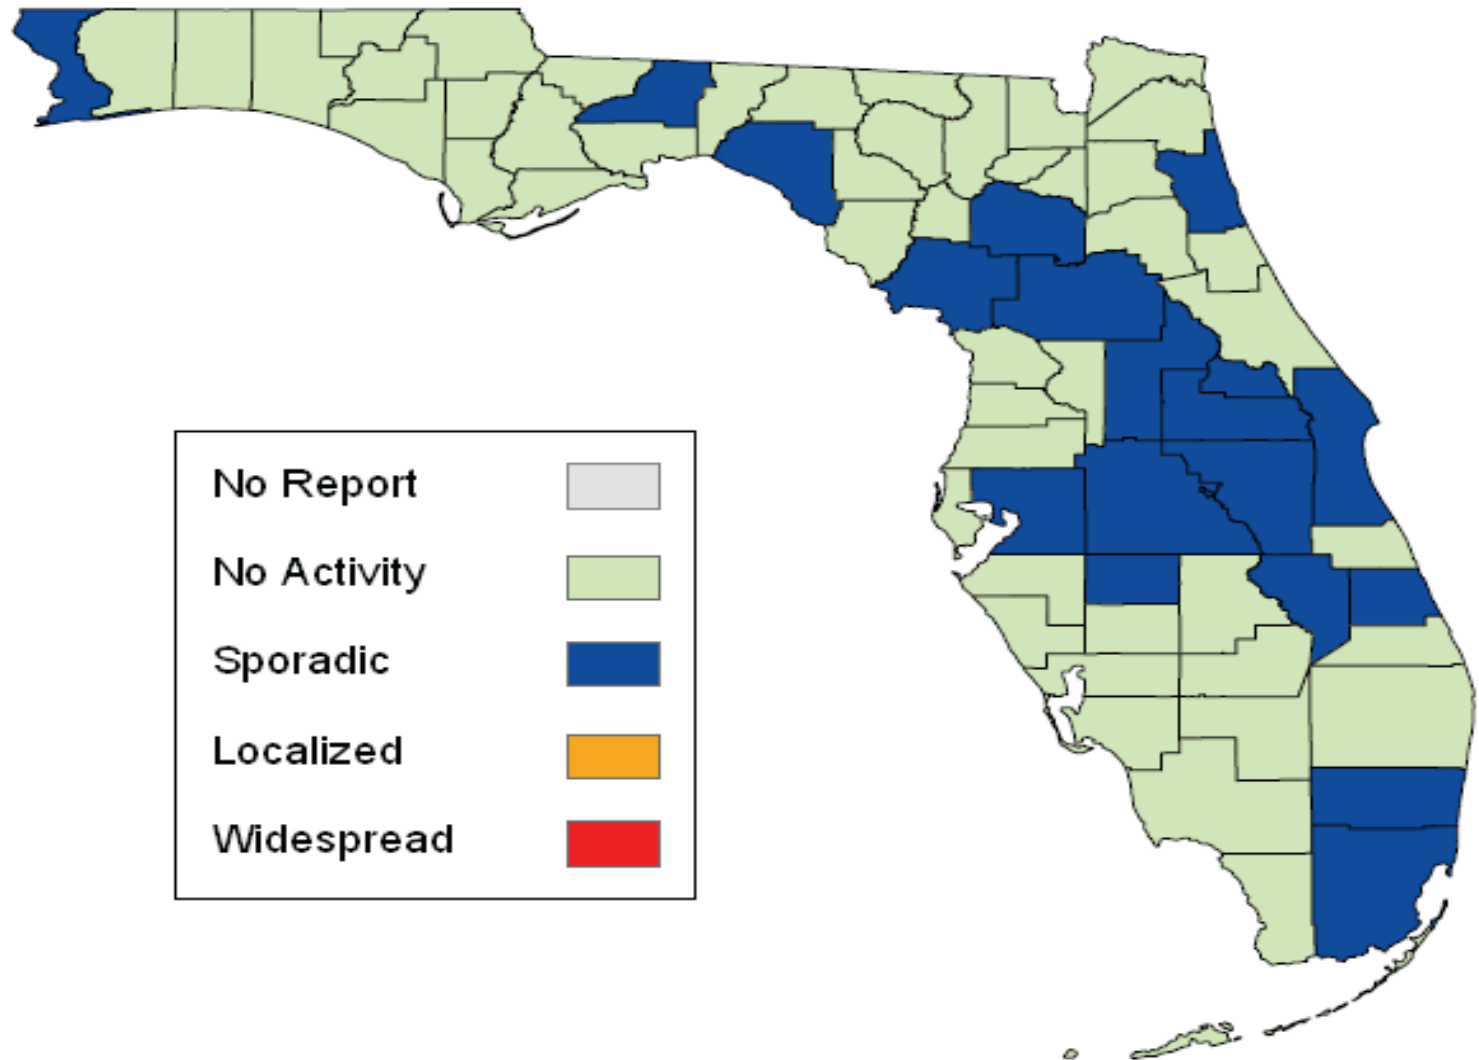 No Report
No Activity
Sporadic
Localized
Widespread